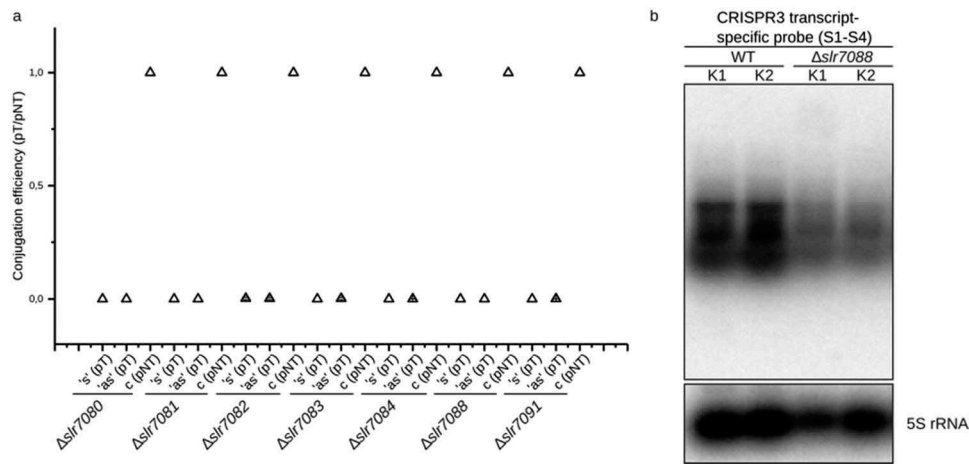 a
Conjugation efficiency (pT/pNT)
1,0
0,5
0,0
's' (pT)
'as' (pT)
c (pNT)
's' (pT)
'as' (pT)
c (pNT)
's' (pT)
'as' (pT)
c (pNT)
's' (pT)
'as' (pT)
c (pNT)
's' (pT)
'as' (pT)
c (pNT)
's' (pT)
'as' (pT)
c (pNT)
's' (pT)
'as' (pT)
c (pNT)
Δslr7080
Δslr7081
Δslr7082
Δslr7083
Δslr7084
Δslr7088
Δslr7091
b
CRISPR3 transcript-
specific probe (S1-S4)
WT Δslr7088
K1 K2 K1 K2
5S rRNA